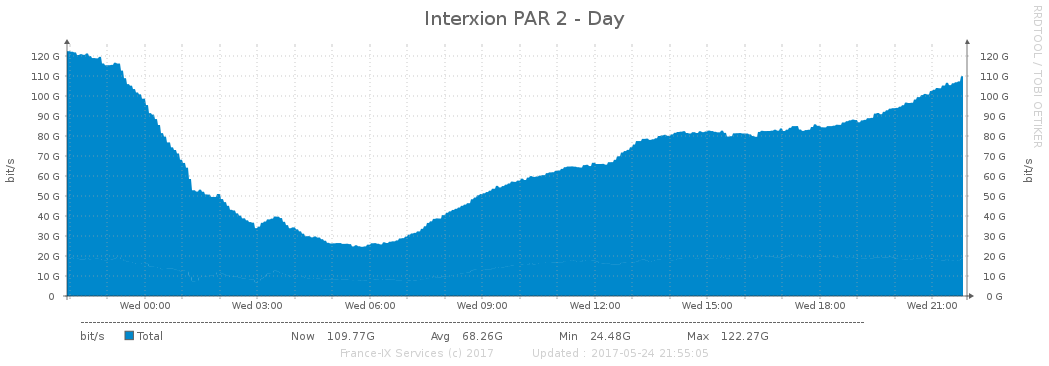 Interxion PAR 2 - Day
RRDTOOL / TOBI OETIKER
bit/s
120 G 120 G
110 G 110 G
100 G 100 G
90 G 90 G
80 G 80 G
70 G 70 G
60 G 60 G
50 G 50 G
40 G 40 G
30 G 30 G
20 G 20 G
10 G 10 G
0 0 G
bit/s
Wed 00:00 Wed 03:00 Wed 06:00 Wed 09:00 Wed 12:00 Wed 15:00 Wed 18:00 Wed 21:00
bit/s Total Now 109.77G Avg 68.26G Min 24.48G Max 122.27G
France-IX Services (c) 2017 Updated : 2017-05-24 21:55:05